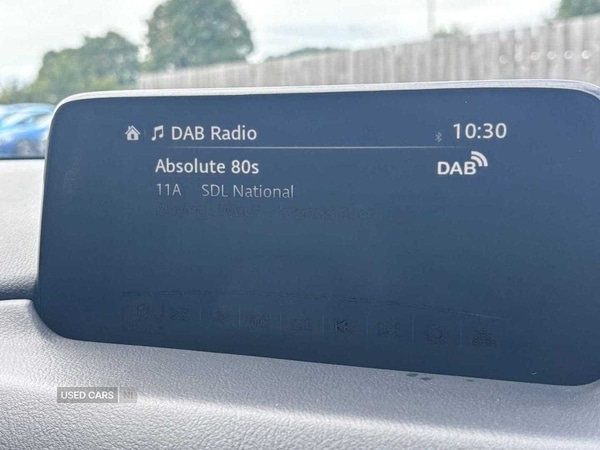 DAB Radio 10:30
Absolute 80s DAB
11A SDL National
USED CARS NI